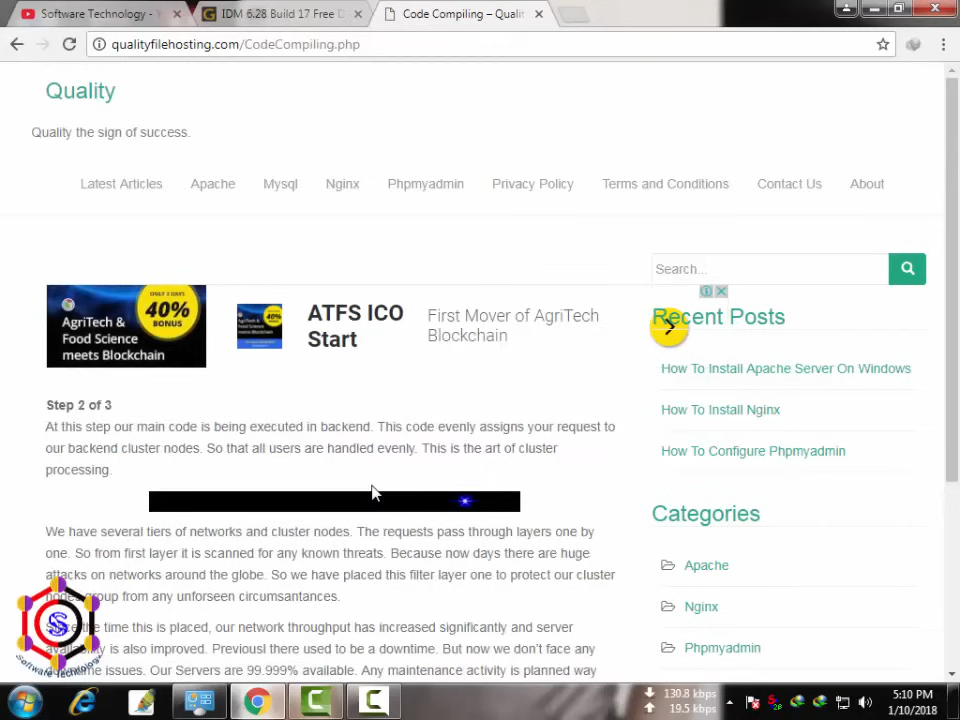 Software Technology - Y
IDM 6.28 Build 17 Free D
Code Compiling – Quali
qualityfilehosting.com/CodeCompiling.php
Quality
Quality the sign of success.
Latest Articles Apache Mysql Nginx Phpmyadmin Privacy Policy Terms and Conditions Contact Us About
Search...
ONLY 3 DAYS
40%
BONUS
AgriTech &
Food Science
meets Blockchain
40%
ATFS ICO
Start
First Mover of AgriTech
Blockchain
Recent Posts
How To Install Apache Server On Windows
How To Install Nginx
How To Configure Phpmyadmin
Step 2 of 3
At this step our main code is being executed in backend. This code evenly assigns your request to
our backend cluster nodes. So that all users are handled evenly. This is the art of cluster
processing.
We have several tiers of networks and cluster nodes. The requests pass through layers one by
one. So from first layer it is scanned for any known threats. Because now days there are huge
attacks on networks around the globe. So we have placed this filter layer one to protect our cluster
group from any unforseen circumsantances.
the time this is placed, our network throughput has increased significantly and server
is also improved. Previousl there used to be a downtime. But now we don't face any
issues. Our Servers are 99.999% available. Any maintenance activity is planned way
Categories
Apache
Nginx
Phpmyadmin
S
Software Technology
130.8 kbps
19.5 kbps
5:10 PM
1/10/2018